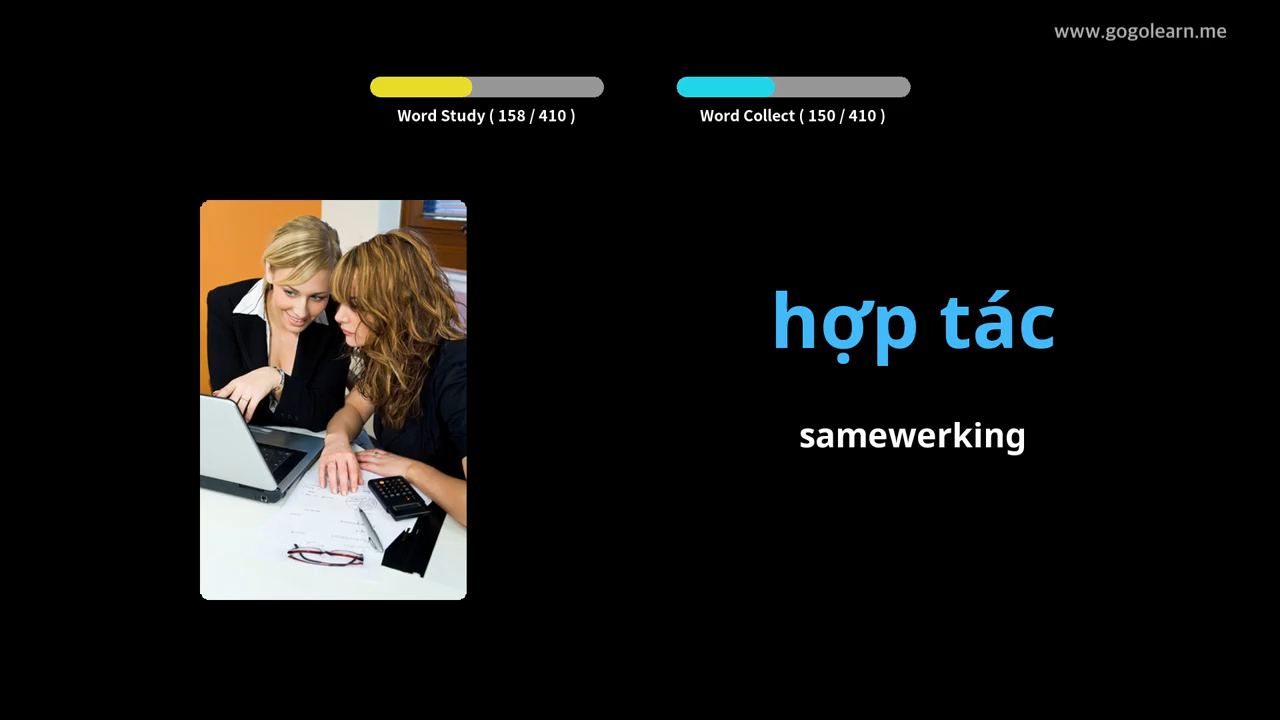 www.gogolearn.me
Word Study ( 158 / 410 )
Word Collect ( 150 / 410 )
hợp tác
samewerking